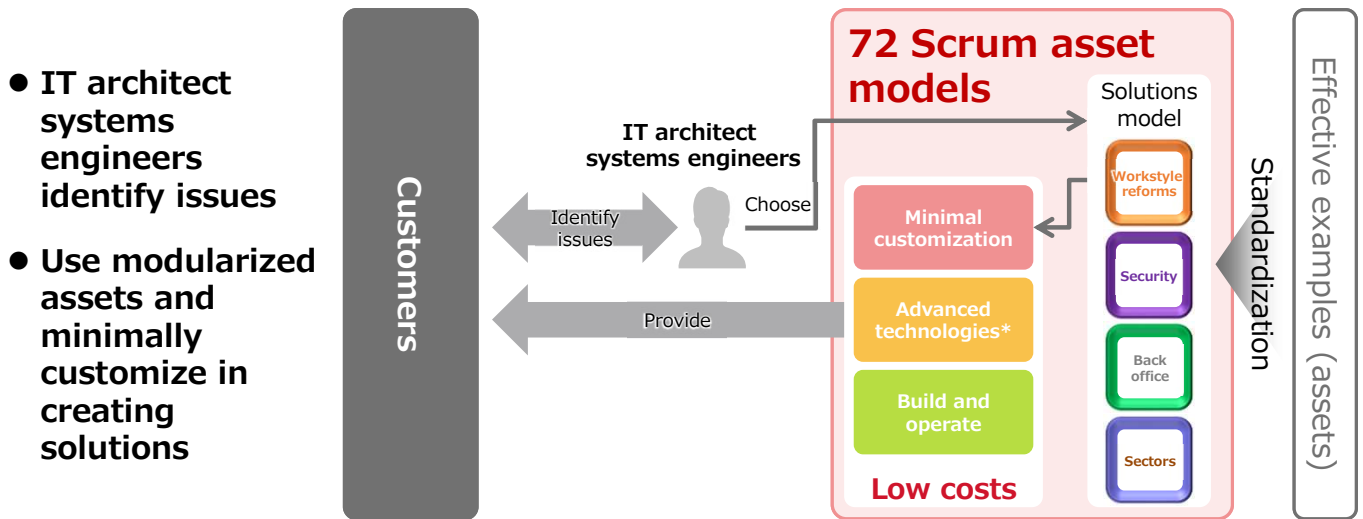 ● IT architect
systems
engineers
identify issues
● Use modularized
assets and
minimally
customize in
creating
solutions
Customers
IT architect
systems engineers
Identify
issues
Choose
Provide
72 Scrum asset
models
Minimal
customization
Advanced
technologies*
Build and
operate
Low costs
Solutions
model
Workstyle
reforms
Security
Back
office
Sectors
Standardization
Effective examples (assets)